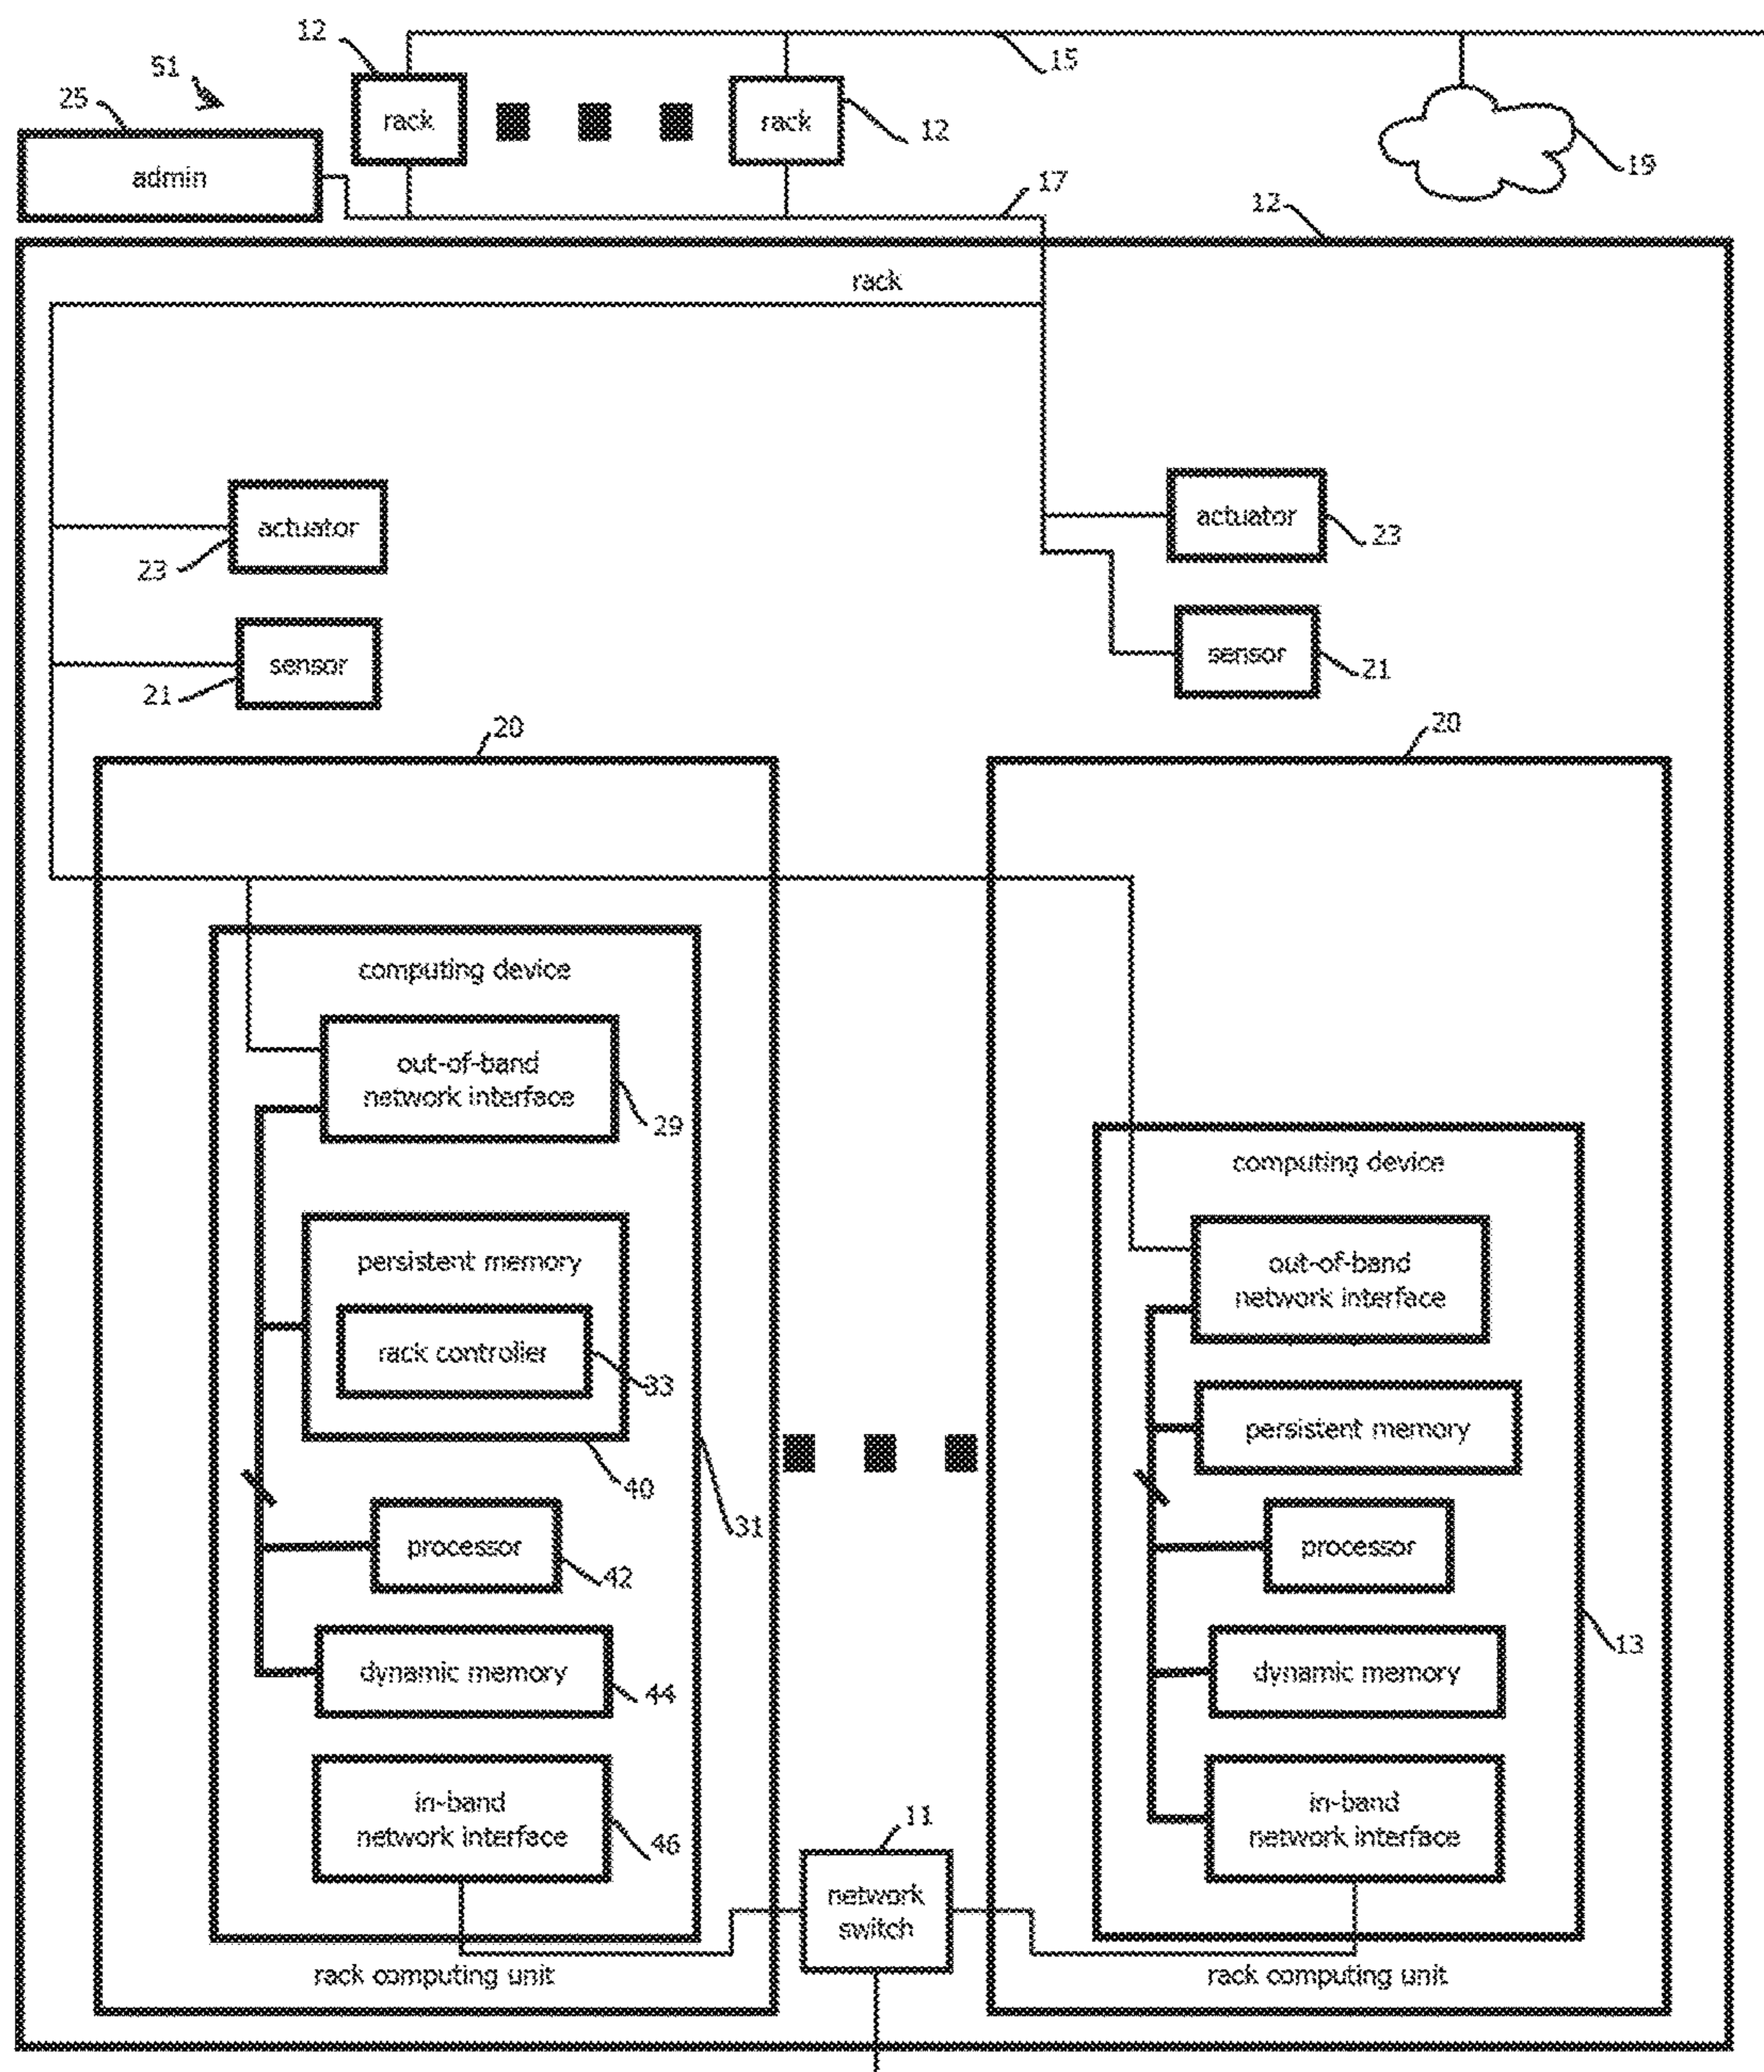 12
15
S1
25
rack
rack
12
19
admin
17
12
rack
actuator
23
actuator
23
sensor
21
sensor
21
20
20
computing device
out-of-band
network interface
29
computing device
persistent memory
rack controller
33
out-of-band
network interface
40
persistent memory
31
processor
42
processor
13
dynamic memory
44
dynamic memory
in-band
network interface
46
11
network
switch
in-band
network interface
rack computing unit
rack computing unit